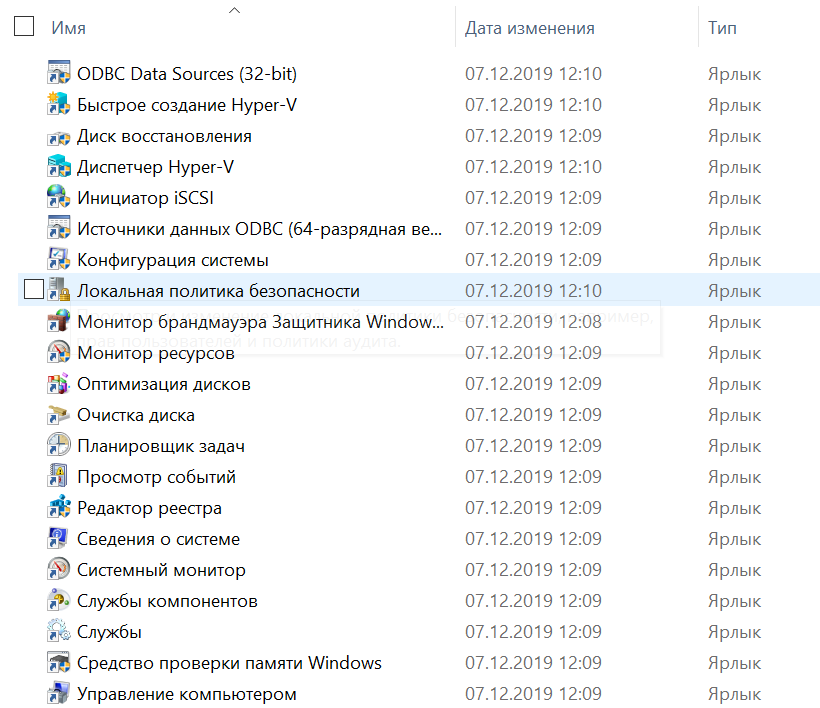 Имя Дата изменения Тип
ODBC Data Sources (32-bit) 07.12.2019 12:10 Ярлык
Быстрое создание Hyper-V 07.12.2019 12:10 Ярлык
Диск восстановления 07.12.2019 12:09 Ярлык
Диспетчер Hyper-V 07.12.2019 12:10 Ярлык
Инициатор iSCSI 07.12.2019 12:09 Ярлык
Источники данных ODBC (64-разрядная ве... 07.12.2019 12:09 Ярлык
Конфигурация системы 07.12.2019 12:09 Ярлык
Локальная политика безопасности 07.12.2019 12:10 Ярлык
Монитор брандмауэра Защитника Window... 07.12.2019 12:08 Ярлык
прав пользователей и политики аудита.
Монитор ресурсов 07.12.2019 12:09 Ярлык
Оптимизация дисков 07.12.2019 12:09 Ярлык
Очистка диска 07.12.2019 12:09 Ярлык
Планировщик задач 07.12.2019 12:09 Ярлык
Просмотр событий 07.12.2019 12:09 Ярлык
Редактор реестра 07.12.2019 12:09 Ярлык
Сведения о системе 07.12.2019 12:09 Ярлык
Системный монитор 07.12.2019 12:09 Ярлык
Службы компонентов 07.12.2019 12:09 Ярлык
Службы 07.12.2019 12:09 Ярлык
Средство проверки памяти Windows 07.12.2019 12:09 Ярлык
Управление компьютером 07.12.2019 12:09 Ярлык